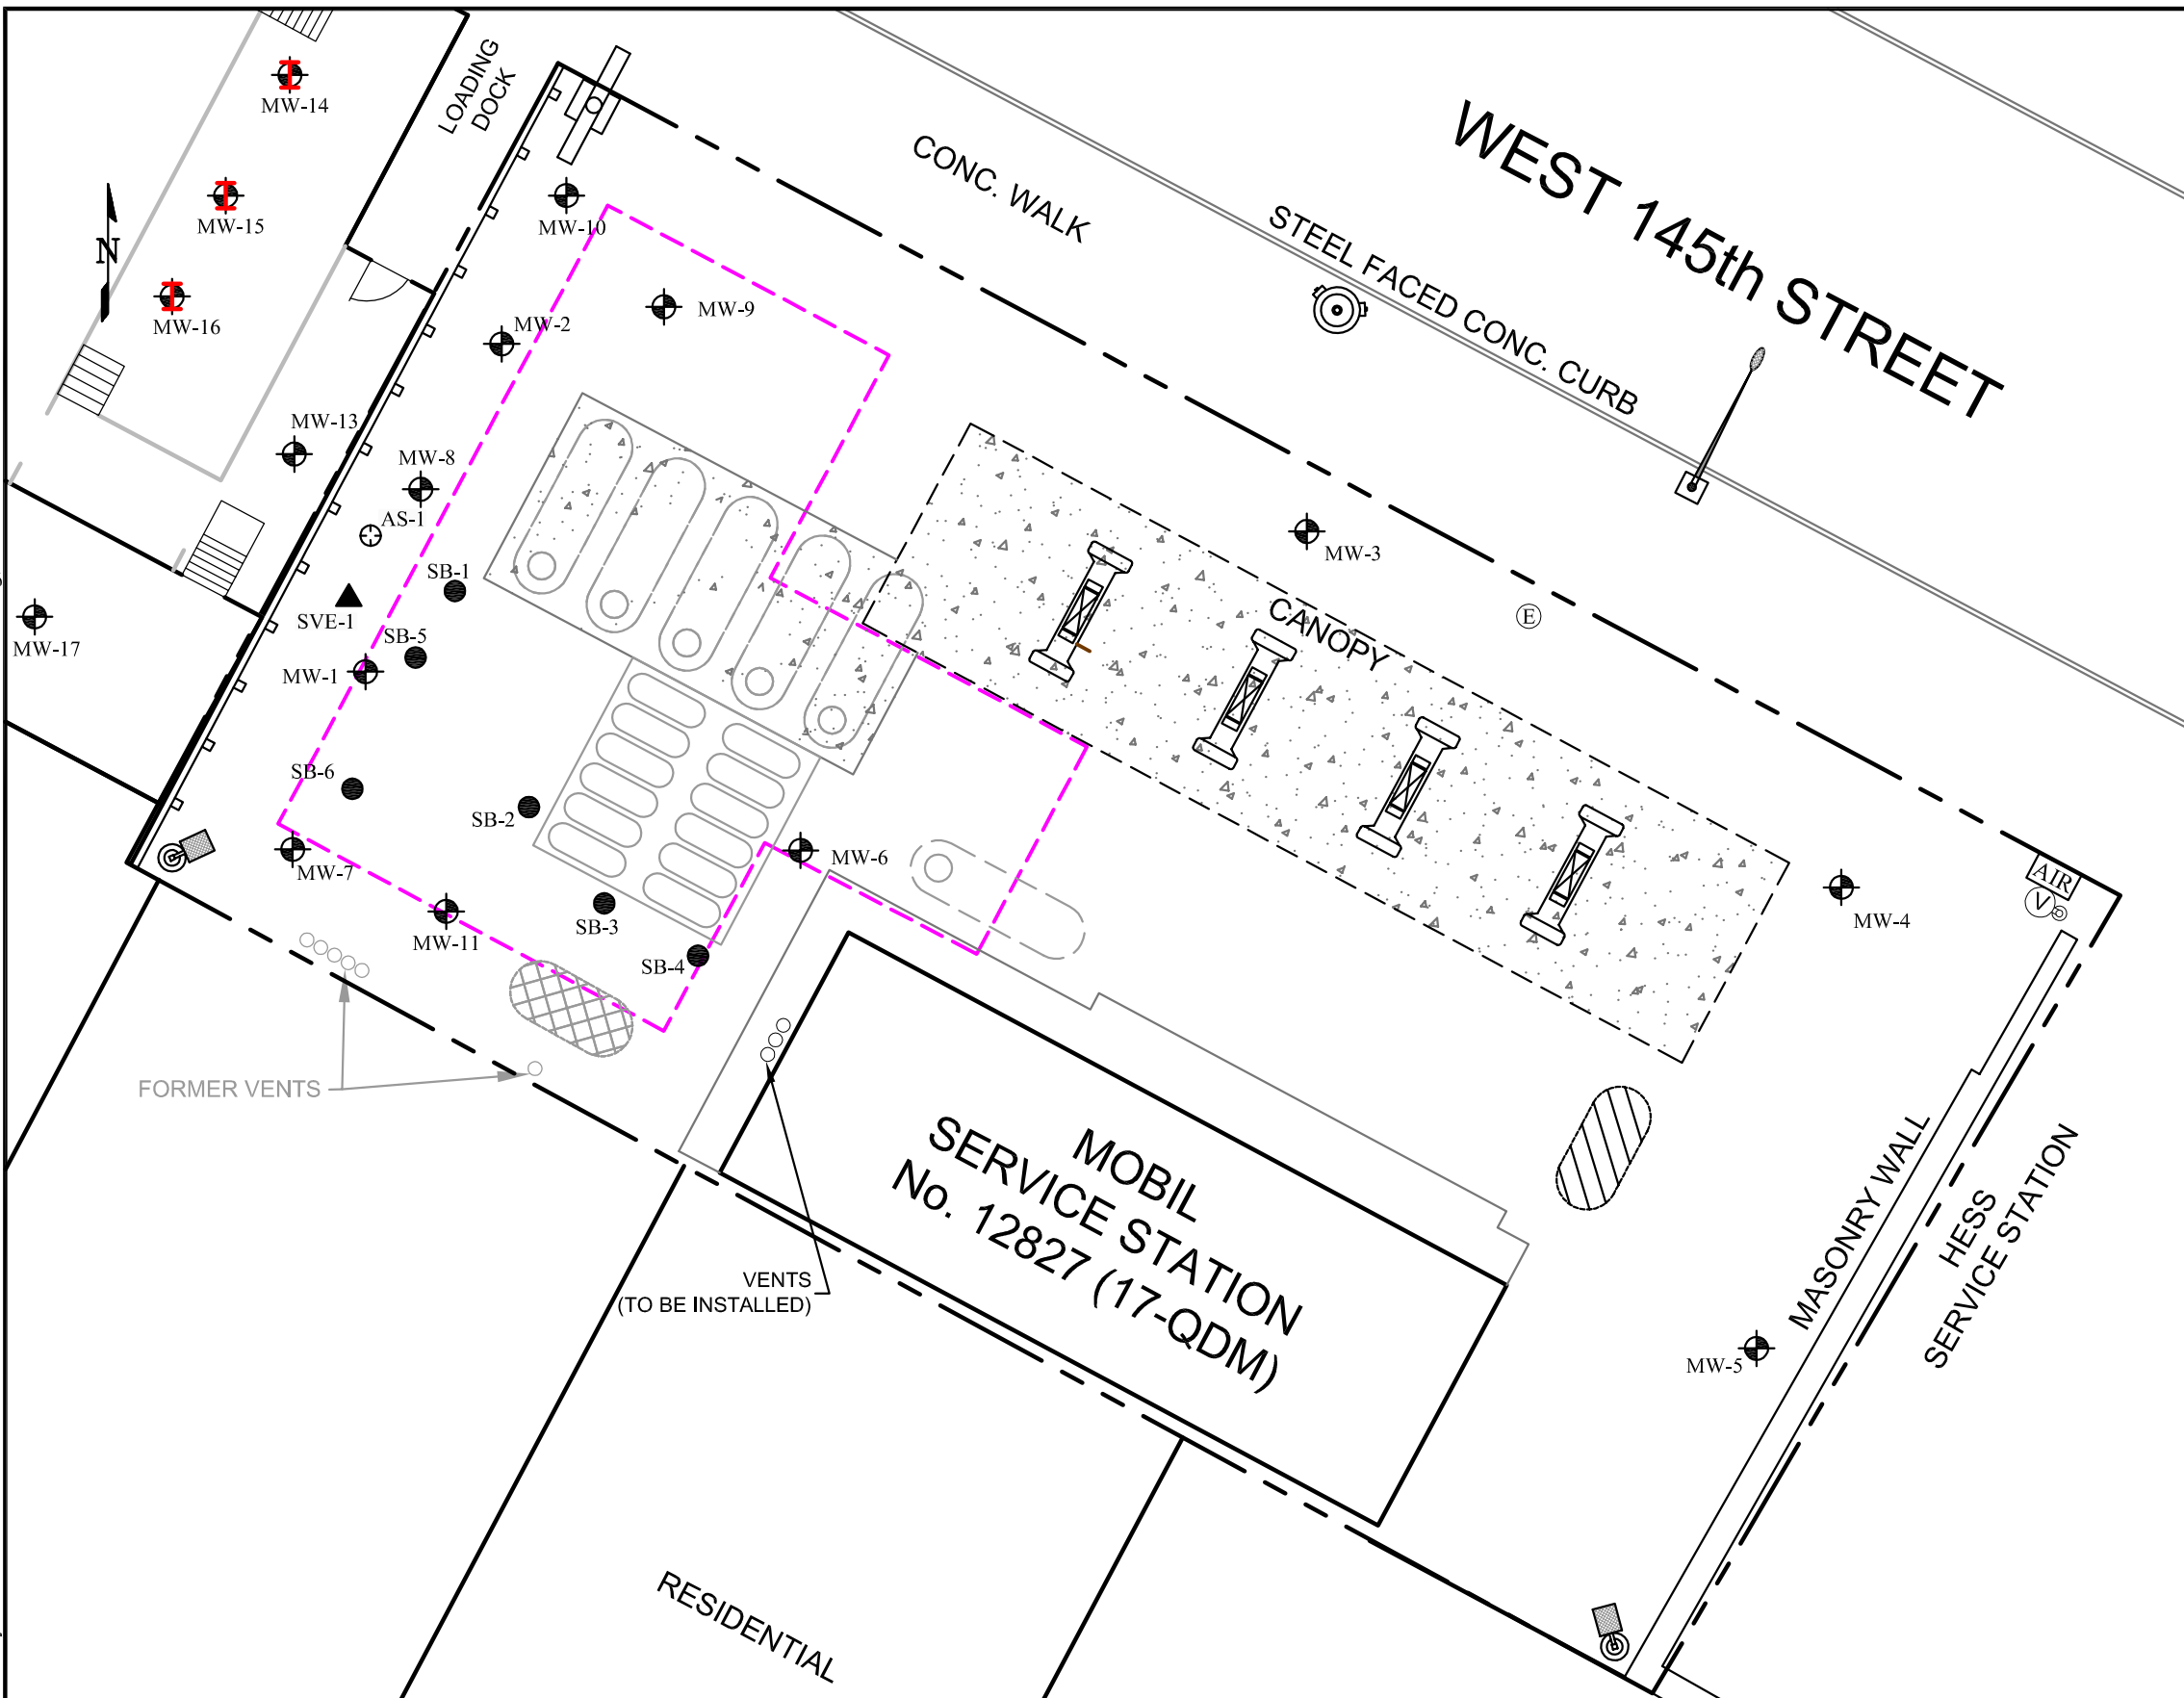 LOADING
DOCK
MW-14
MW-15
N
MW-16
MW-10
MW-9
MW-2
CONC. WALK
WEST 145th STREET
STEEL FACED CONC. CURB
MW-13
MW-8
AS-1
SB-1
SVE-1
SB-5
MW-17
MW-1
MW-3
E
CANOPY
SB-6
SB-2
MW-7
MW-6
MW-11
SB-3
SB-4
MW-4
AIR
V
FORMER VENTS
MOBIL
SERVICE STATION
No. 12827 (17-QDM)
VENTS
(TO BE INSTALLED)
MASONRY WALL
HESS
SERVICE STATION
MW-5
RESIDENTIAL